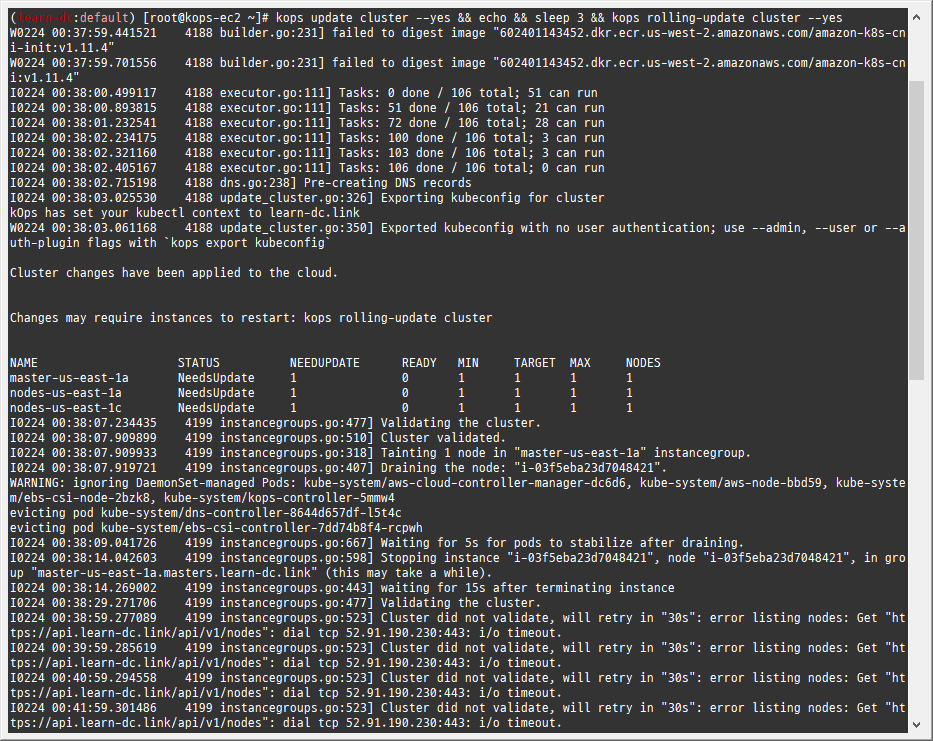 (learn-dc:default) [root@kops-ec2 ~]# kops update cluster --yes && echo && sleep 3 && kops rolling-update cluster --yes
W0224 00:37:59.441521    4188 builder.go:231] failed to digest image "602401143452.dkr.ecr.us-west-2.amazonaws.com/amazon-k8s-cn
i-init:v1.11.4"
W0224 00:37:59.701556    4188 builder.go:231] failed to digest image "602401143452.dkr.ecr.us-west-2.amazonaws.com/amazon-k8s-cn
i:v1.11.4"
I0224 00:38:00.499117    4188 executor.go:111] Tasks: 0 done / 106 total; 51 can run
I0224 00:38:00.893815    4188 executor.go:111] Tasks: 51 done / 106 total; 21 can run
I0224 00:38:01.232541    4188 executor.go:111] Tasks: 72 done / 106 total; 28 can run
I0224 00:38:02.234175    4188 executor.go:111] Tasks: 100 done / 106 total; 3 can run
I0224 00:38:02.321160    4188 executor.go:111] Tasks: 103 done / 106 total; 3 can run
I0224 00:38:02.405167    4188 executor.go:111] Tasks: 106 done / 106 total; 0 can run
I0224 00:38:02.715198    4188 dns.go:238] Pre-creating DNS records
I0224 00:38:03.025530    4188 update_cluster.go:326] Exporting kubeconfig for cluster
kOps has set your kubectl context to learn-dc.link
W0224 00:38:03.061168    4188 update_cluster.go:350] Exported kubeconfig with no user authentication; use --admin, --user or --a
uth-plugin flags with `kops export kubeconfig`
Cluster changes have been applied to the cloud.
Changes may require instances to restart: kops rolling-update cluster
NAME                    STATUS          NEEDUPDATE      READY   MIN     TARGET  MAX     NODES
master-us-east-1a       NeedsUpdate     1               0       1       1       1       1
nodes-us-east-1a        NeedsUpdate     1               0       1       1       1       1
nodes-us-east-1c        NeedsUpdate     1               0       1       1       1       1
I0224 00:38:07.234435    4199 instancegroups.go:477] Validating the cluster.
I0224 00:38:07.909899    4199 instancegroups.go:510] Cluster validated.
I0224 00:38:07.909933    4199 instancegroups.go:318] Tainting 1 node in "master-us-east-1a" instancegroup.
I0224 00:38:07.919721    4199 instancegroups.go:407] Draining the node: "i-03f5eba23d7048421".
WARNING: ignoring DaemonSet-managed Pods: kube-system/aws-cloud-controller-manager-dc6d6, kube-system/aws-node-bbd59, kube-syste
m/ebs-csi-node-2bzk8, kube-system/kops-controller-5mmw4
evicting pod kube-system/dns-controller-8644d657df-l5t4c
evicting pod kube-system/ebs-csi-controller-7dd74b8f4-rcpwh
I0224 00:38:09.041726    4199 instancegroups.go:667] Waiting for 5s for pods to stabilize after draining.
I0224 00:38:14.042603    4199 instancegroups.go:598] Stopping instance "i-03f5eba23d7048421", node "i-03f5eba23d7048421", in gro
up "master-us-east-1a.masters.learn-dc.link" (this may take a while).
I0224 00:38:14.269002    4199 instancegroups.go:443] waiting for 15s after terminating instance
I0224 00:38:29.271706    4199 instancegroups.go:477] Validating the cluster.
I0224 00:38:59.277089    4199 instancegroups.go:523] Cluster did not validate, will retry in "30s": error listing nodes: Get "ht
tps://api.learn-dc.link/api/v1/nodes": dial tcp 52.91.190.230:443: i/o timeout.
I0224 00:39:59.285619    4199 instancegroups.go:523] Cluster did not validate, will retry in "30s": error listing nodes: Get "ht
tps://api.learn-dc.link/api/v1/nodes": dial tcp 52.91.190.230:443: i/o timeout.
I0224 00:40:59.294558    4199 instancegroups.go:523] Cluster did not validate, will retry in "30s": error listing nodes: Get "ht
tps://api.learn-dc.link/api/v1/nodes": dial tcp 52.91.190.230:443: i/o timeout.
I0224 00:41:59.301486    4199 instancegroups.go:523] Cluster did not validate, will retry in "30s": error listing nodes: Get "ht
tps://api.learn-dc.link/api/v1/nodes": dial tcp 52.91.190.230:443: i/o timeout.